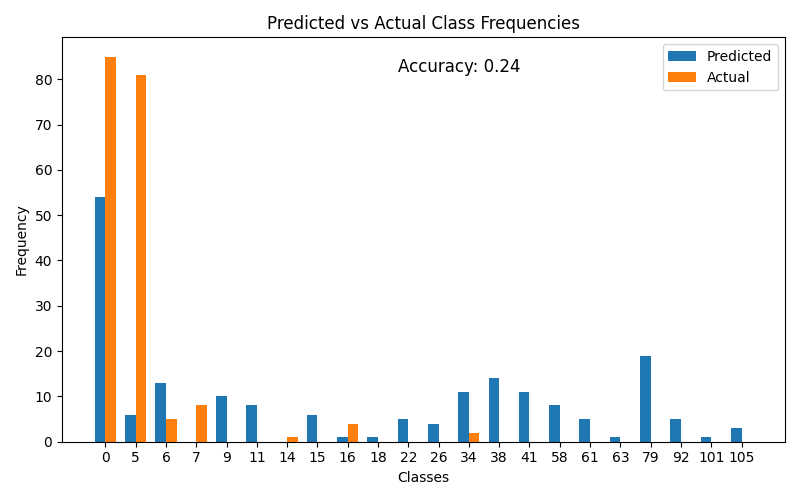 Predicted vs Actual Class Frequencies
Accuracy: 0.24
Predicted
Actual
80
70
60
50
40
30
20
10
0
Frequency
0 5 6 7 9 11 14 15 16 18 22 26 34 38 41 58 61 63 79 92 101 105
Classes